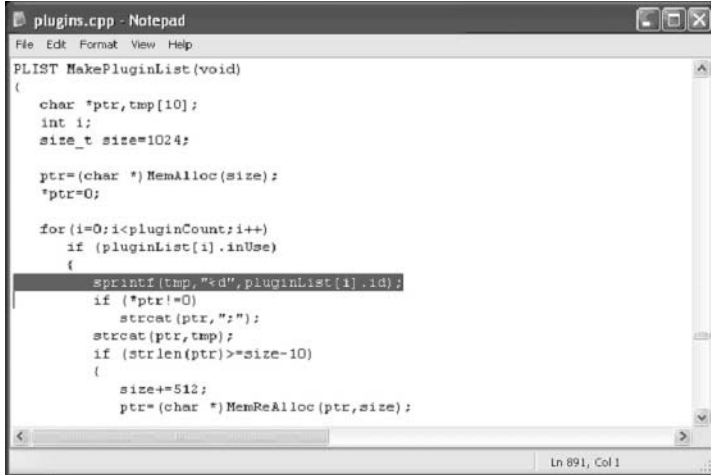 plugins.cpp - Notepad
File Edit Format View Help
PLIST MakePluginList(void)
{
char *ptr,tmp[10];
int i;
size_t size=1024;
ptr=(char *)MemAlloc(size);
*ptr=0;
for(i=0;i<pluginCount;i++)
if (pluginList[i].inUse)
{
sprintf(tmp,"%d",pluginList[i].id);
if (*ptr!=0)
strcat(ptr,";");
strcat(ptr,tmp);
if (strlen(ptr)>=size-10)
{
size+=512;
ptr=(char *)MemReAlloc(ptr,size);
Ln 891, Col 1